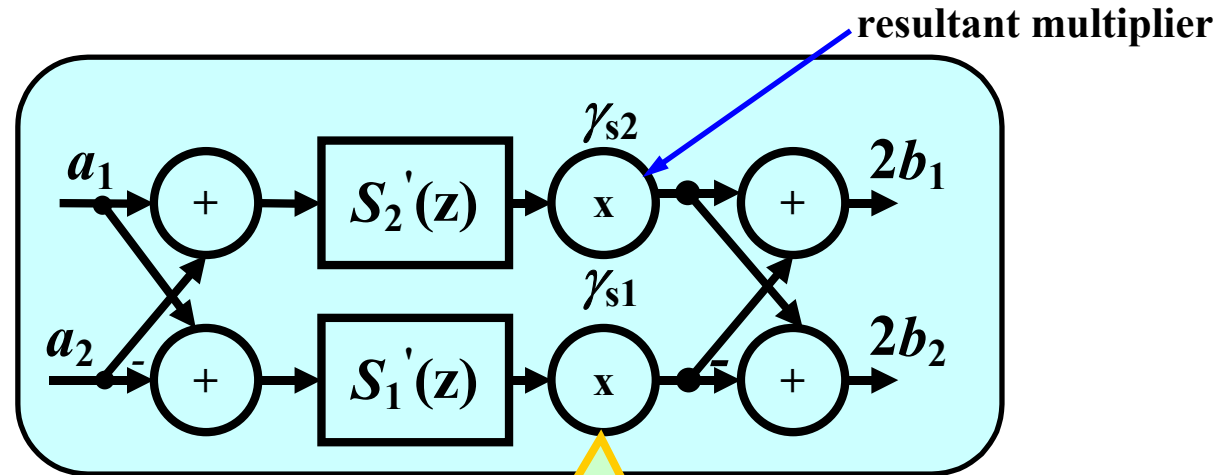 resultant multiplier
γs2
a1 + S2'(z) x + 2b1
γs1
a2 - + S1'(z) x - + 2b2